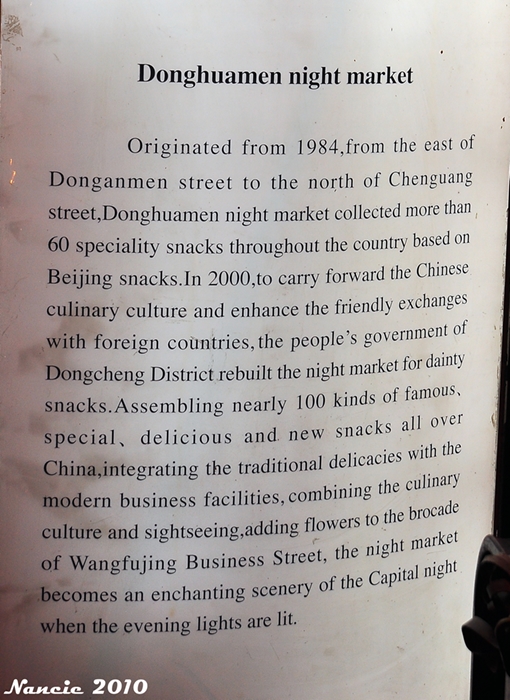 Donghuamen night market
Originated from 1984,from the east of
Donganmen street to the north of Chenguang
street,Donghuamen night market collected more than
60 speciality snacks throughout the country based on
Beijing snacks.In 2000,to carry forward the Chinese
culinary culture and enhance the friendly exchanges
with foreign countries,the people's government of
Dongcheng District rebuilt the night market for dainty
snacks.Assembling nearly 100 kinds of famous、
special、delicious and new snacks all over
China,integrating the traditional delicacies with the
modern business facilities,combining the culinary
culture and sightseeing,adding flowers to the brocade
of Wangfujing Business Street, the night market
becomes an enchanting scenery of the Capital night
when the evening lights are lit.
Nancie 2010